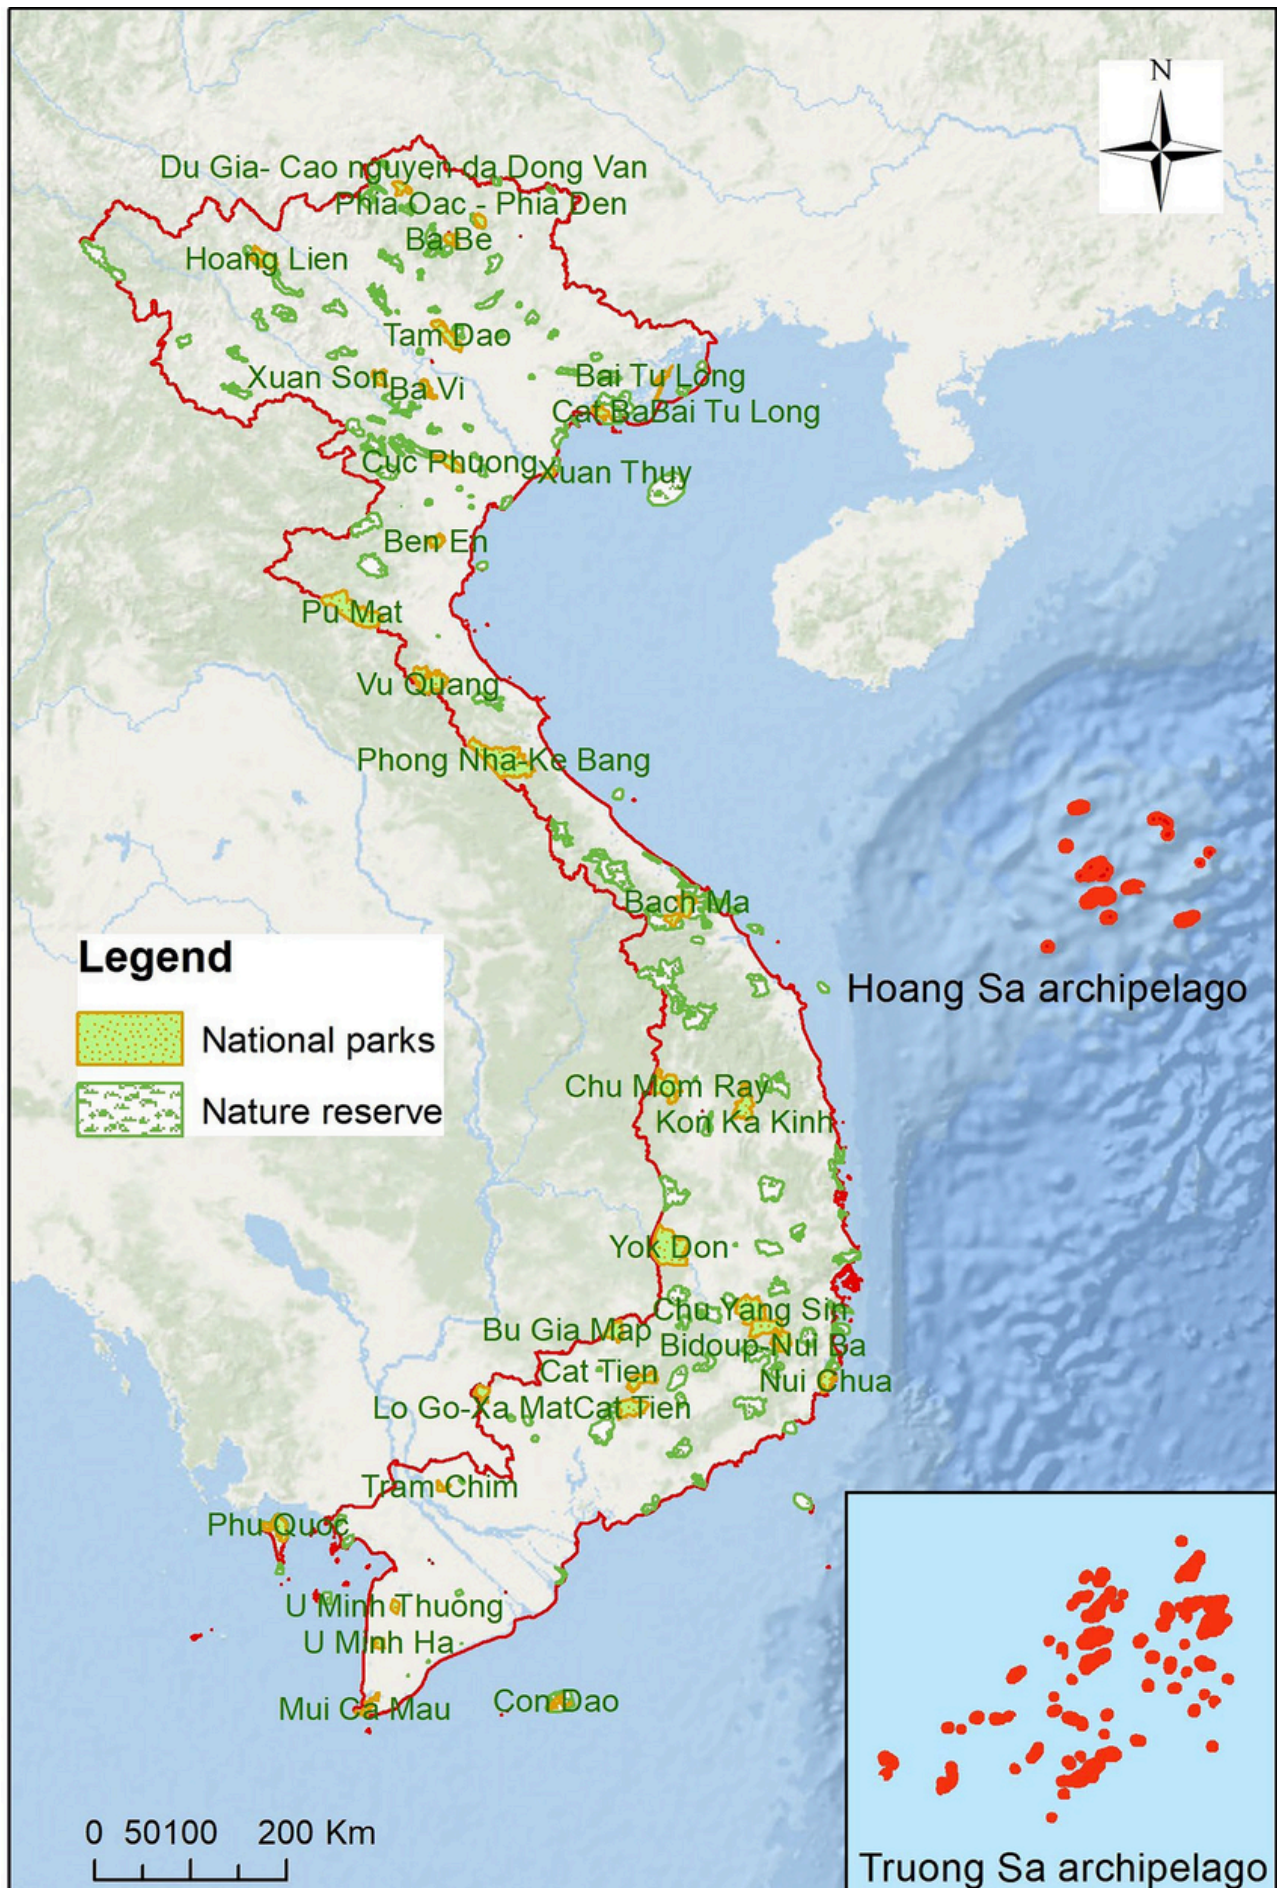 N
Du Gia- Cao nguyen da Dong Van
Phia Oac - Phia Den
Ba Be
Hoang Lien
Tam Dao
Xuan Son
Ba Vi
Bai Tu Long
Cat Ba
Bai Tu Long
Cuc Phuong
Xuan Thuy
Ben En
Pu Mat
Vu Quang
Phong Nha-Ke Bang
Bach Ma
Legend
National parks
Nature reserve
Hoang Sa archipelago
Chu Mom Ray
Kon Ka Kinh
Yok Don
Chu Yang Sin
Bu Gia Map
Bidoup-Nui Ba
Cat Tien
Nui Chua
Lo Go-Xa Mat
Cat Tien
Tram Chim
Phu Quoc
U Minh Thuong
U Minh Ha
Mui Ca Mau
Con Dao
0 50 100 200 Km
Truong Sa archipelago